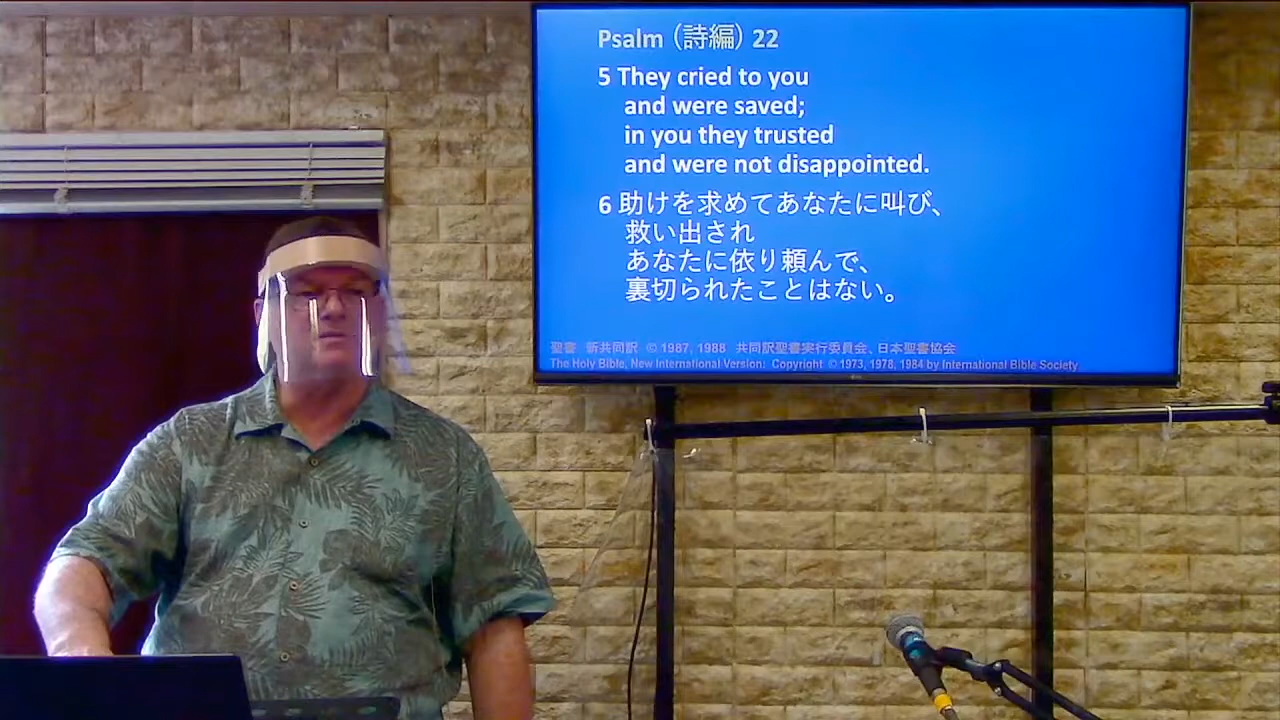 Psalm（詩編）22
5 They cried to you
and were saved;
in you they trusted
and were not disappointed.
6 助けを求めてあなたに叫び、
救い出され
あなたに依り頼んで、
裏切られたことはない。
聖書 新共同訳 © 1987, 1988 共同訳聖書実行委員会、日本聖書協会
The Holy Bible, New International Version: Copyright © 1973, 1978, 1984 by International Bible Society